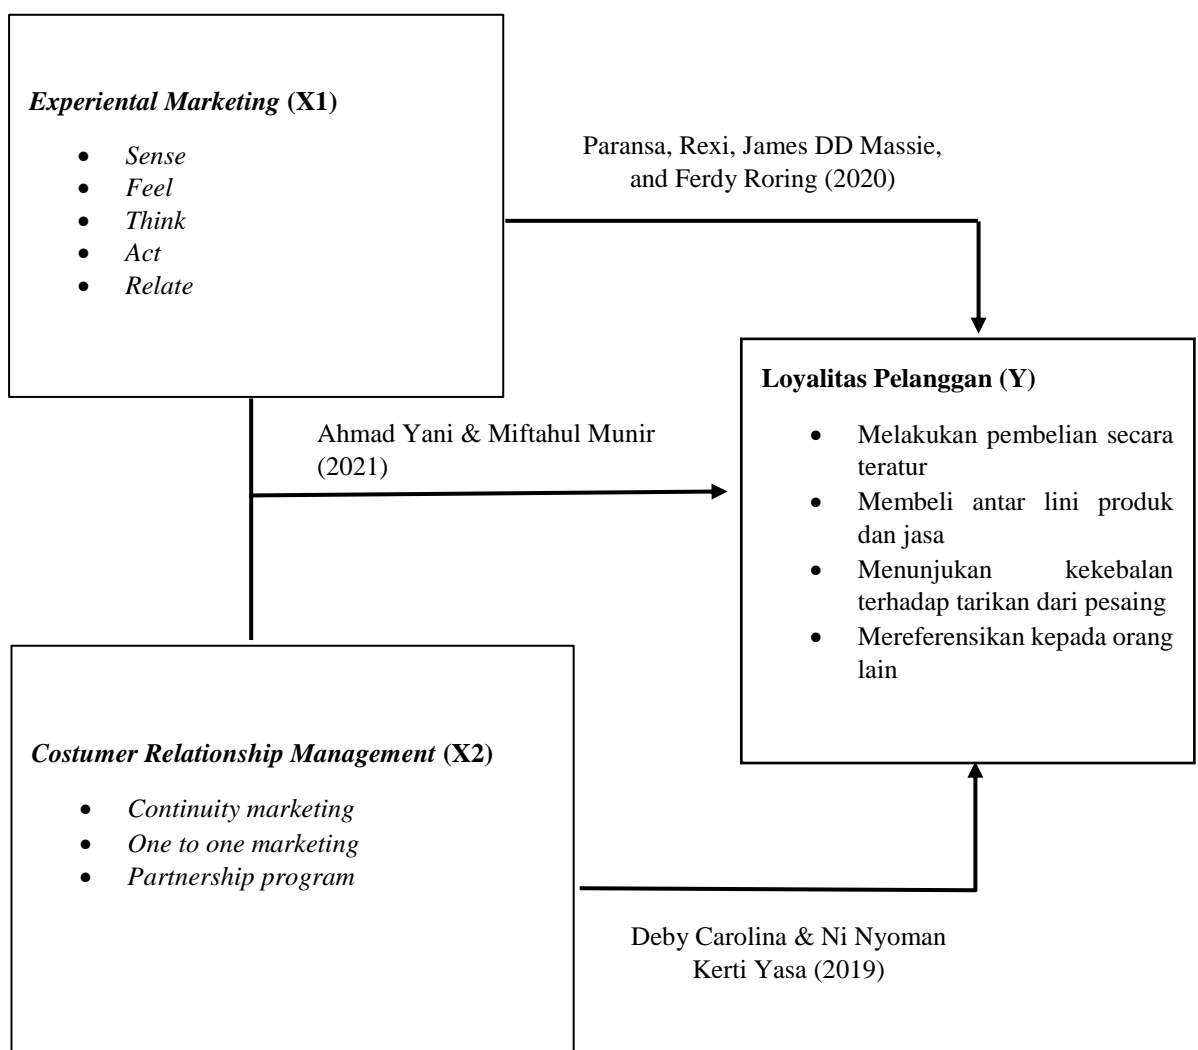 Experiental Marketing (X1)
• Sense
• Feel
• Think
• Act
• Relate
Paransa, Rexi, James DD Massie,
and Ferdy Roring (2020)
Ahmad Yani & Miftahul Munir
(2021)
Loyalitas Pelanggan (Y)
• Melakukan pembelian secara
teratur
• Membeli antar lini produk
dan jasa
• Menunjukan kekebalan
terhadap tarikan dari pesaing
• Mereferensikan kepada orang
lain
Costumer Relationship Management (X2)
• Continuity marketing
• One to one marketing
• Partnership program
Deby Carolina & Ni Nyoman
Kerti Yasa (2019)